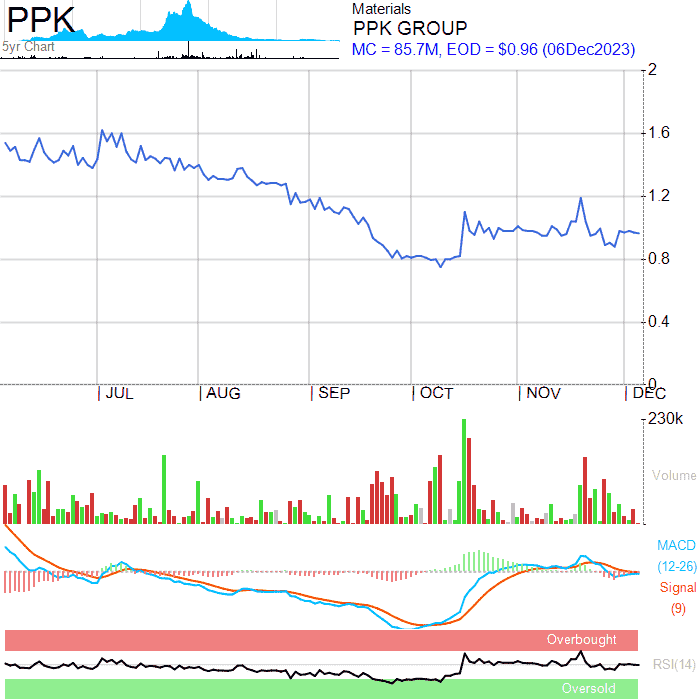 PPK
5yr Chart
Materials
PPK GROUP
MC = 85.7M, EOD = $0.96 (06Dec2023)
2
1.6
1.2
0.8
0.4
0
JUL AUG SEP OCT NOV DEC
230k
Volume
MACD
(12-26)
Signal
(9)
Overbought
RSI(14)
Oversold